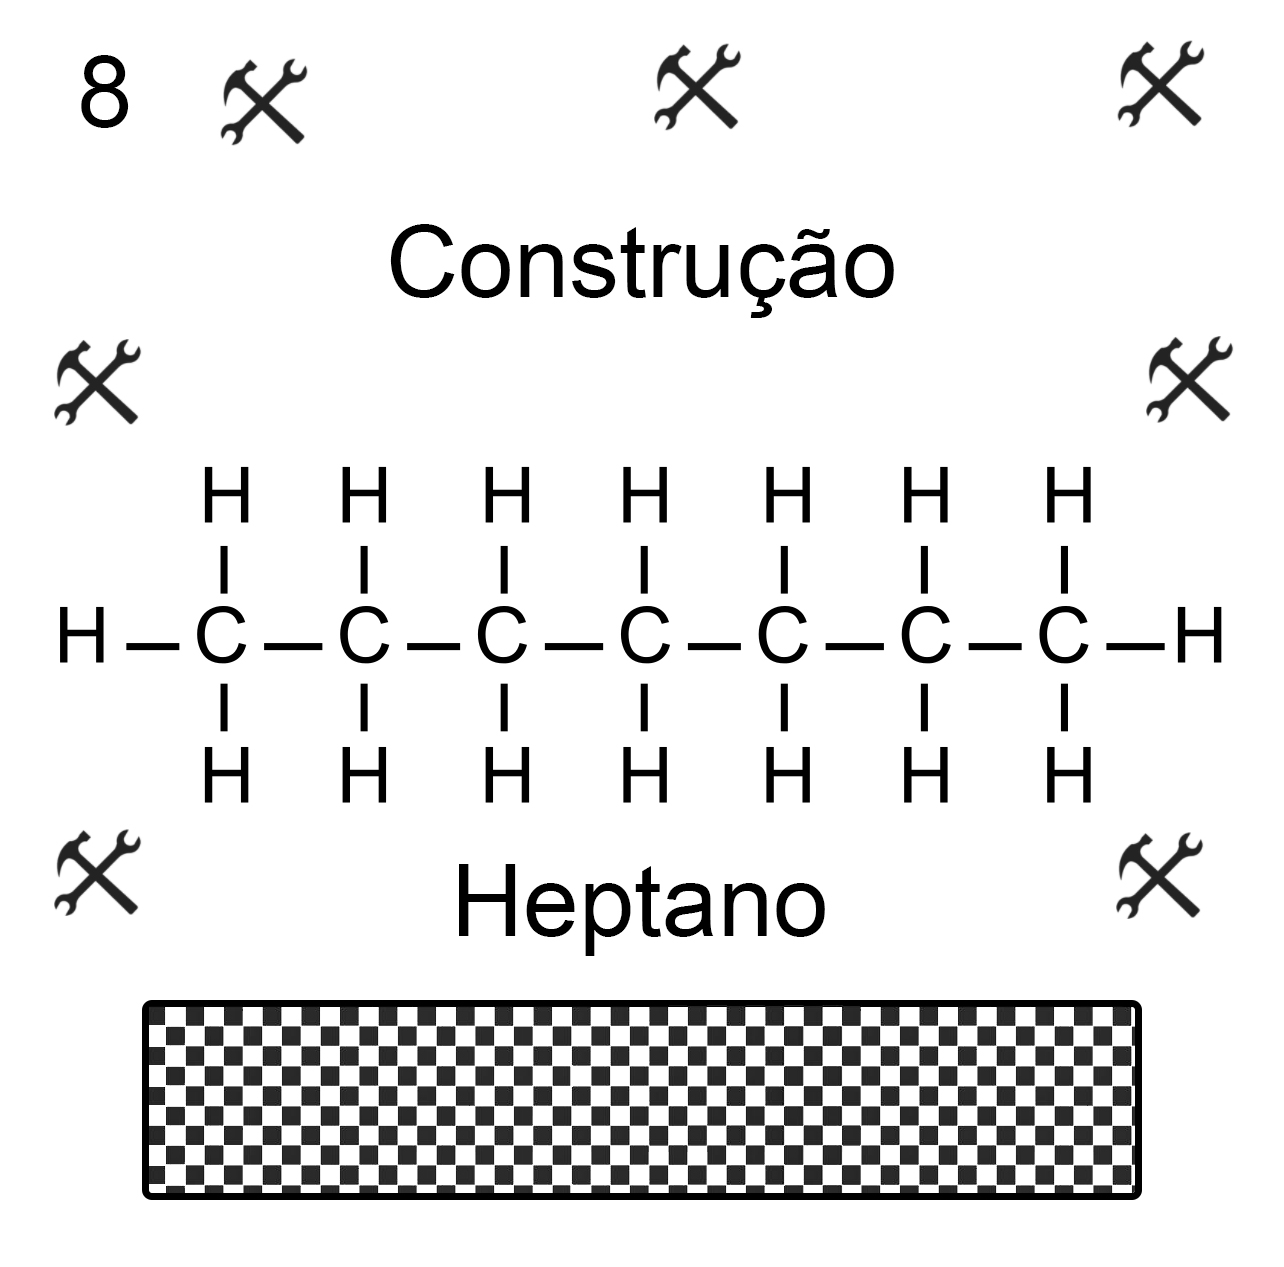 8
Construção
H H H H H H H
H — C — C — C — C — C — C — C — H
H H H H H H H
Heptano